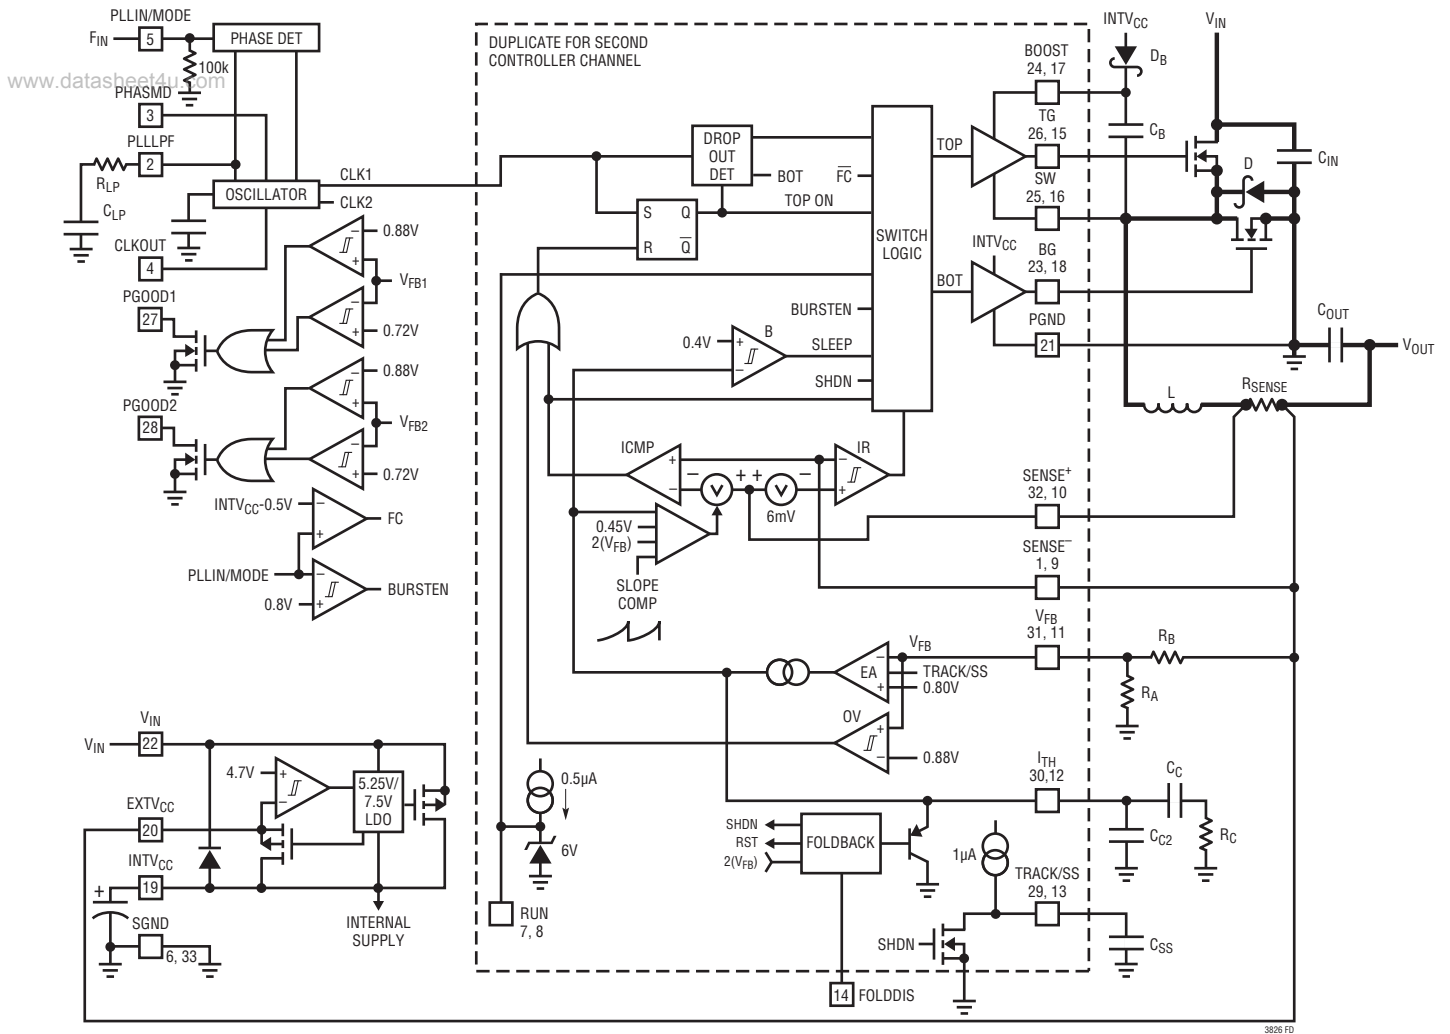 PLLIN/MODE
FIN
5
PHASE DET
100k
www.datasheet4u.com
PHASMD
3
PLLLPF
2
RLP
CLP
OSCILLATOR
CLK1
CLK2
CLKOUT
4
0.88V
−
+
VFB1
−
+
0.72V
PGOOD1
27
0.88V
−
+
VFB2
−
+
0.72V
PGOOD2
28
INTVCC-0.5V
−
+
FC
PLLIN/MODE
−
+
BURSTEN
0.8V
VIN
VIN
22
4.7V
+
−
5.25V/
7.5V
LDO
EXTVCC
20
INTVCC
19
+
SGND
6, 33
INTERNAL
SUPPLY
DUPLICATE FOR SECOND
CONTROLLER CHANNEL
DROP
OUT
DET
BOT
FC
TOP ON
S Q
R Q
SWITCH
LOGIC
TOP
BOT
INTVCC
BURSTEN
B
0.4V
+
−
SLEEP
SHDN
ICMP
+
−
− + + −
6mV
IR
−
+
0.45V
2(VFB)
SLOPE
COMP
VFB
EA
−
+
TRACK/SS
0.80V
OV
+
−
0.88V
0.5µA
6V
RUN
7, 8
SHDN
RST
2(VFB)
FOLDBACK
1µA
SHDN
14
FOLDDIS
BOOST
24, 17
TG
26, 15
SW
25, 16
BG
23, 18
PGND
21
SENSE+
32, 10
SENSE−
1, 9
VFB
31, 11
ITH
30,12
TRACK/SS
29, 13
INTVCC
DB
CB
VIN
D
CIN
COUT
VOUT
L
RSENSE
RB
RA
CC
CC2
RC
CSS
3826 FD